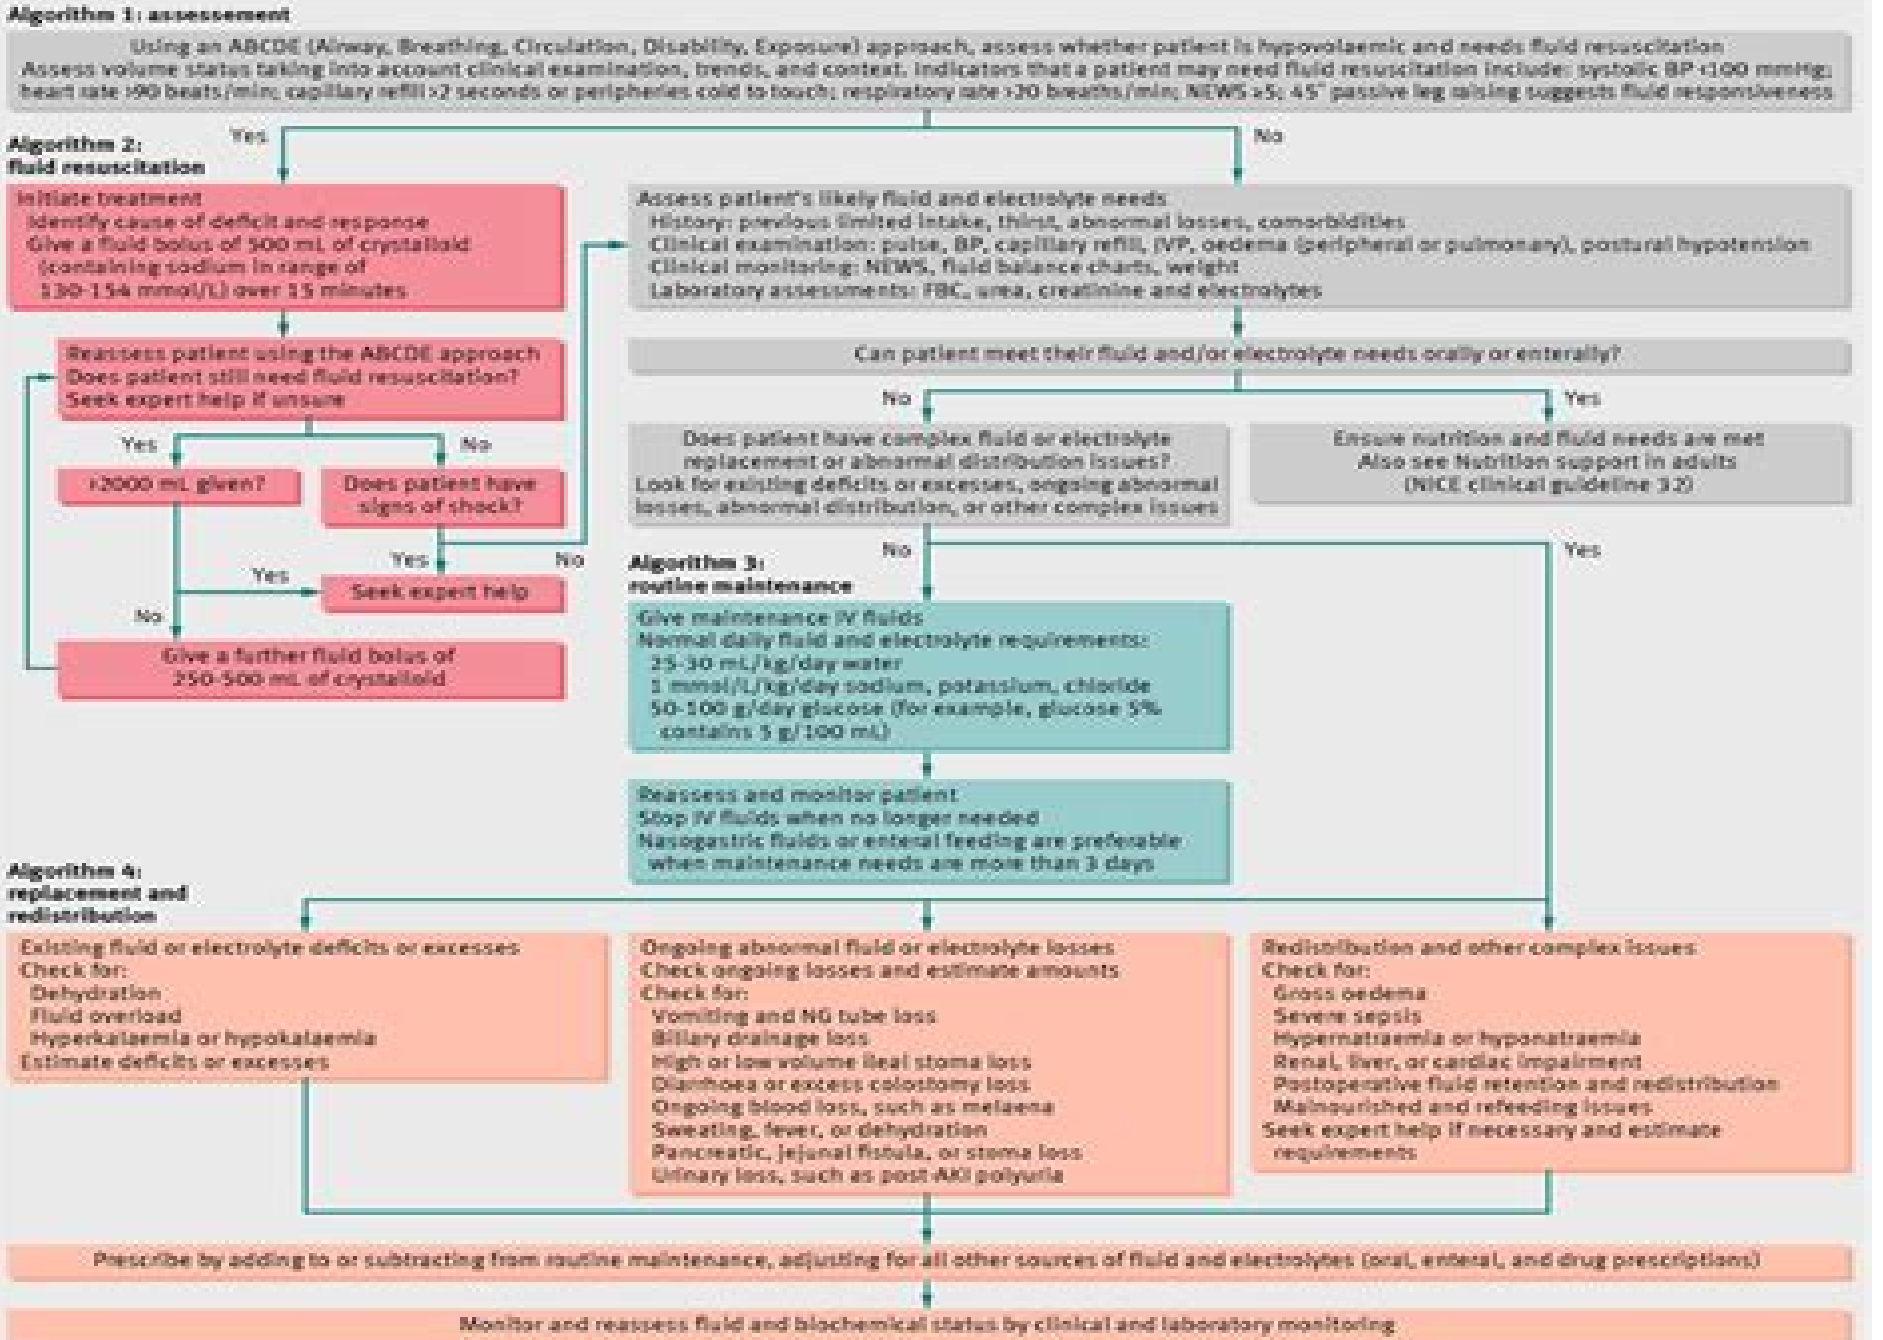 Algorithm 1: assessement
Using an ABCDE (Airway, Breathing, Circulation, Disability, Exposure) approach, assess whether patient is hypovolaemic and needs fluid resuscitation
Assess volume status taking into account clinical examination, trends, and context. Indicators that a patient may need fluid resuscitation include: systolic BP <100 mmHg;
heart rate >90 beats/min; capillary refill >2 seconds or peripheries cold to touch; respiratory rate >20 breaths/min; NEWS ≥5; 45° passive leg raising suggests fluid responsiveness
Yes
No
Algorithm 2:
fluid resuscitation
Initiate treatment
Identify cause of deficit and response
Give a fluid bolus of 500 mL of crystalloid
(containing sodium in range of
130-154 mmol/L) over 15 minutes
Reassess patient using the ABCDE approach
Does patient still need fluid resuscitation?
Seek expert help if unsure
Yes
No
>2000 mL given?
Does patient have
signs of shock?
Yes
No
Yes
Seek expert help
No
Give a further fluid bolus of
250-500 mL of crystalloid
Assess patient's likely fluid and electrolyte needs
History: previous limited intake, thirst, abnormal losses, comorbidities
Clinical examination: pulse, BP, capillary refill, JVP, oedema (peripheral or pulmonary), postural hypotension
Clinical monitoring: NEWS, fluid balance charts, weight
Laboratory assessments: FBC, urea, creatinine and electrolytes
Can patient meet their fluid and/or electrolyte needs orally or enterally?
No
Yes
Does patient have complex fluid or electrolyte
replacement or abnormal distribution issues?
Look for existing deficits or excesses, ongoing abnormal
losses, abnormal distribution, or other complex issues
Ensure nutrition and fluid needs are met
Also see Nutrition support in adults
(NICE clinical guideline 32)
No
Yes
Algorithm 3:
routine maintenance
Give maintenance IV fluids
Normal daily fluid and electrolyte requirements:
25-30 mL/kg/day water
1 mmol/L/kg/day sodium, potassium, chloride
50-100 g/day glucose (for example, glucose 5%
contains 5 g/100 mL)
Reassess and monitor patient
Stop IV fluids when no longer needed
Nasogastric fluids or enteral feeding are preferable
when maintenance needs are more than 3 days
Algorithm 4:
replacement and
redistribution
Existing fluid or electrolyte deficits or excesses
Check for:
Dehydration
Fluid overload
Hyperkalaemia or hypokalaemia
Estimate deficits or excesses
Ongoing abnormal fluid or electrolyte losses
Check ongoing losses and estimate amounts
Check for:
Vomiting and NG tube loss
Biliary drainage loss
High or low volume ileal stoma loss
Diarrhoea or excess colostomy loss
Ongoing blood loss, such as melaena
Sweating, fever, or dehydration
Pancreatic, jejunal fistula, or stoma loss
Urinary loss, such as post-AKI polyuria
Redistribution and other complex issues
Check for:
Gross oedema
Severe sepsis
Hypernatraemia or hyponatraemia
Renal, liver, or cardiac impairment
Postoperative fluid retention and redistribution
Malnourished and refeeding issues
Seek expert help if necessary and estimate
requirements
Prescribe by adding to or subtracting from routine maintenance, adjusting for all other sources of fluid and electrolytes (oral, enteral, and drug prescriptions)
Monitor and reassess fluid and biochemical status by clinical and laboratory monitoring